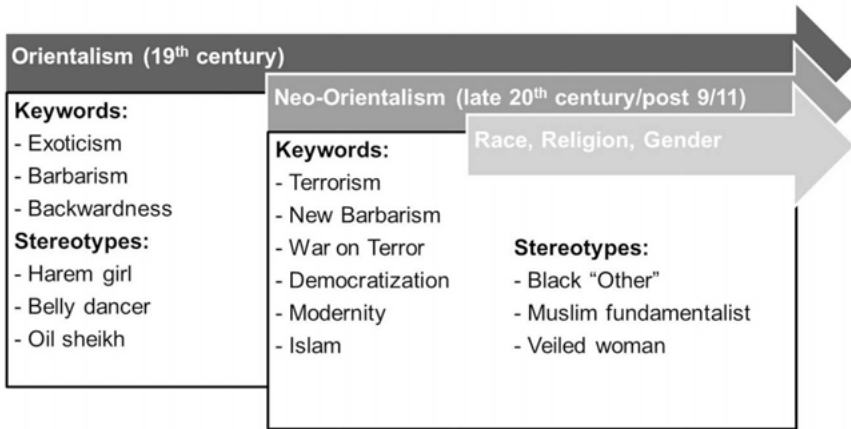 Orientalism (19th century)
Keywords:
- Exoticism
- Barbarism
- Backwardness
Stereotypes:
- Harem girl
- Belly dancer
- Oil sheikh
Neo-Orientalism (late 20th century/post 9/11)
Keywords:
- Terrorism
- New Barbarism
- War on Terror
- Democratization
- Modernity
- Islam
Race, Religion, Gender
Stereotypes:
- Black “Other”
- Muslim fundamentalist
- Veiled woman